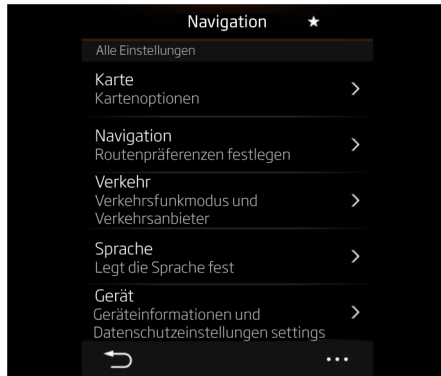 Navigation
Alle Einstellungen
Karte
Kartenoptionen
Navigation
Routenpräferenzen festlegen
Verkehr
Verkehrsfunkmodus und
Verkehrsanbieter
Sprache
Legt die Sprache fest
Gerät
Geräteinformationen und
Datenschutzeinstellungen settings